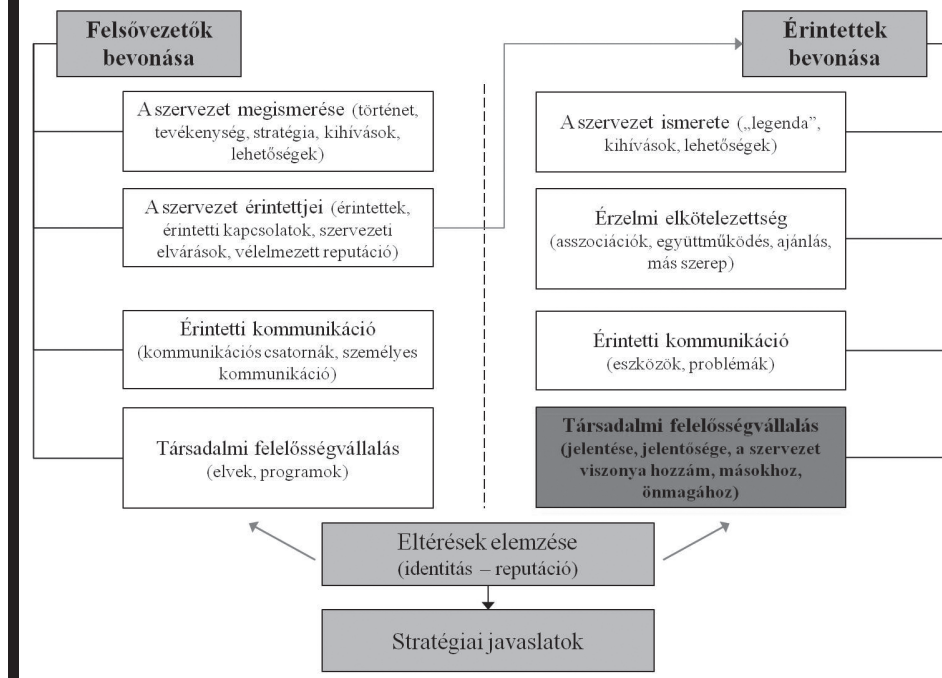 Felsővezetők
bevonása
A szervezet megismerése (történet,
tevékenység, stratégia, kihívások,
lehetőségek)
A szervezet érintettjei (érintettek,
érintetti kapcsolatok, szervezeti
elvárások, vélelmezett reputáció)
Érintetti kommunikáció
(kommunikációs csatornák, személyes
kommunikáció)
Társadalmi felelősségvállalás
(elvek, programok)
Érintettek
bevonása
A szervezet ismerete („legenda”,
kihívások, lehetőségek)
Érzelmi elkötelezettség
(asszociációk, együttműködés, ajánlás,
más szerep)
Érintetti kommunikáció
(eszközök, problémák)
Társadalmi felelősségvállalás
(jelentése, jelentősége, a szervezet
viszonya hozzám, másokhoz,
önmagához)
Eltérések elemzése
(identitás – reputáció)
Stratégiai javaslatok